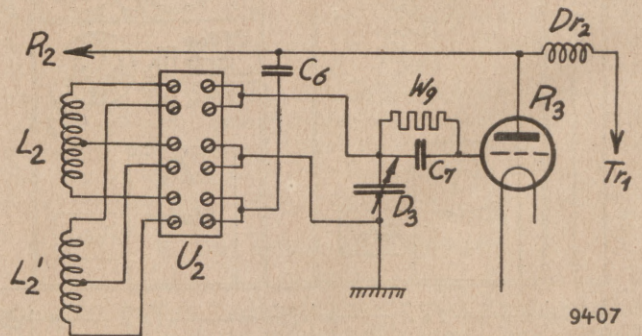 R₂
Dr₂
C₆
W₉
R₃
L₂
C₇
Tr₁
D₃
U₂
L₂'
9407